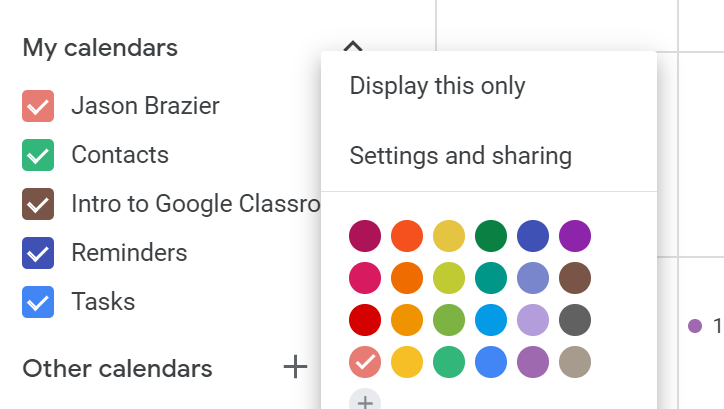 My calendars
Display this only
Jason Brazier
Contacts
Settings and sharing
Intro to Google Classro
Reminders
Tasks
1
Other calendars